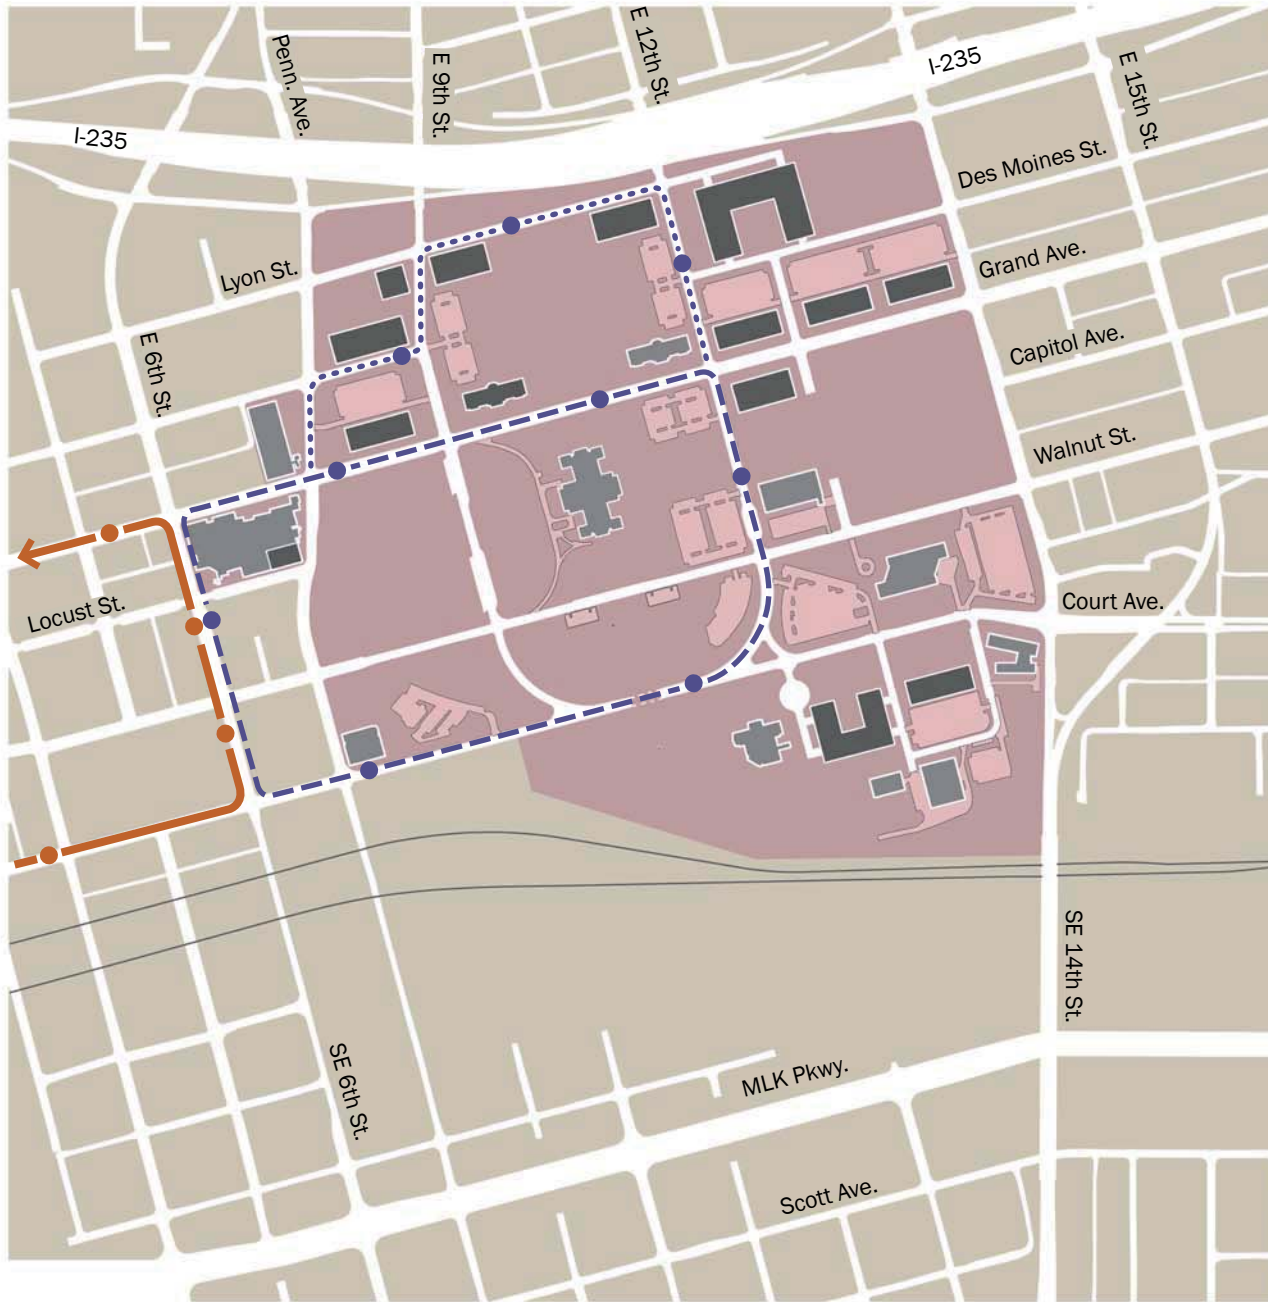 E 12th St.
Penn. Ave.
E 9th St.
I-235
E 15th St.
I-235
Des Moines St.
Lyon St.
Grand Ave.
E 6th St.
Capitol Ave.
Walnut St.
Locust St.
Court Ave.
SE 14th St.
SE 6th St.
MLK Pkwy.
Scott Ave.